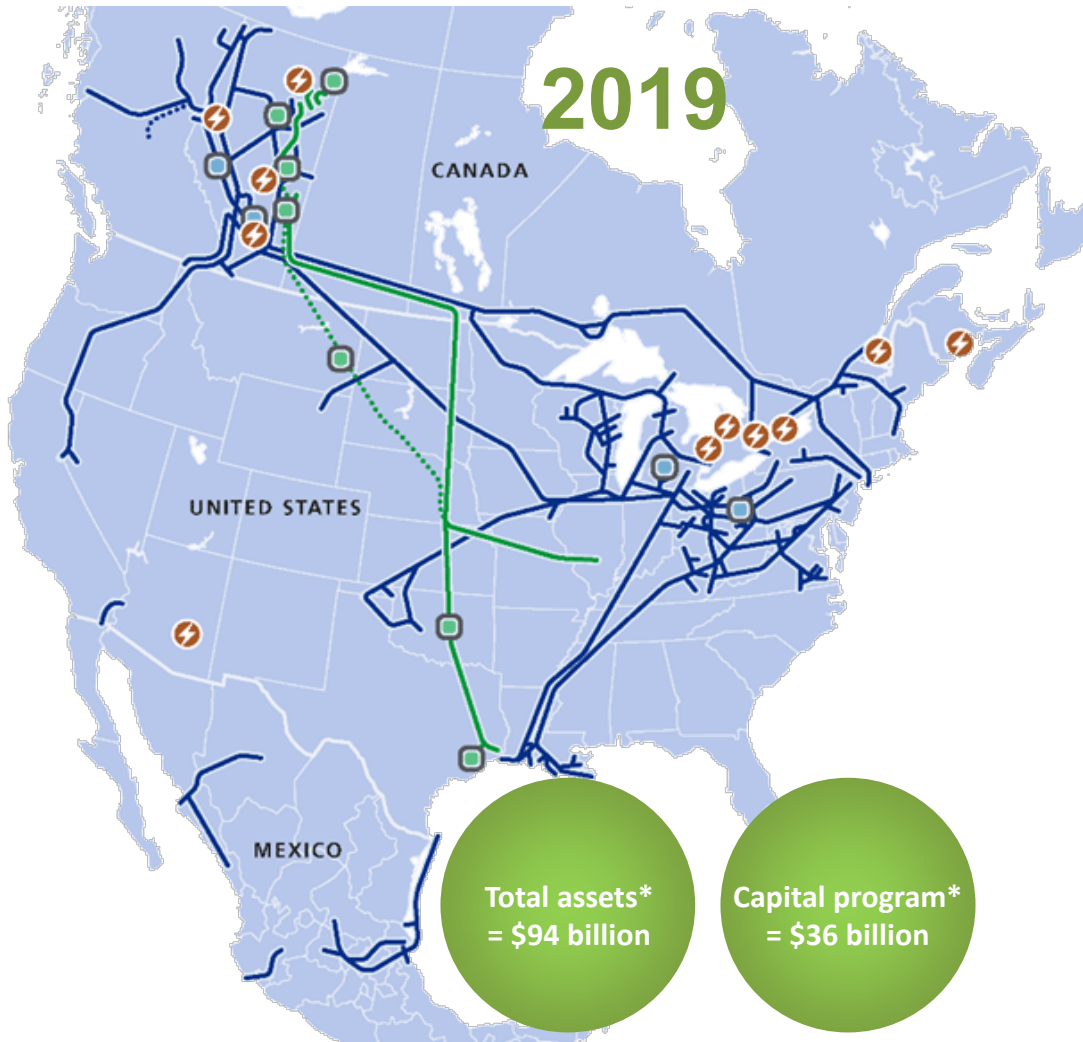 2019
CANADA
UNITED STATES
MEXICO
Total assets*
= $94 billion
Capital program*
= $36 billion